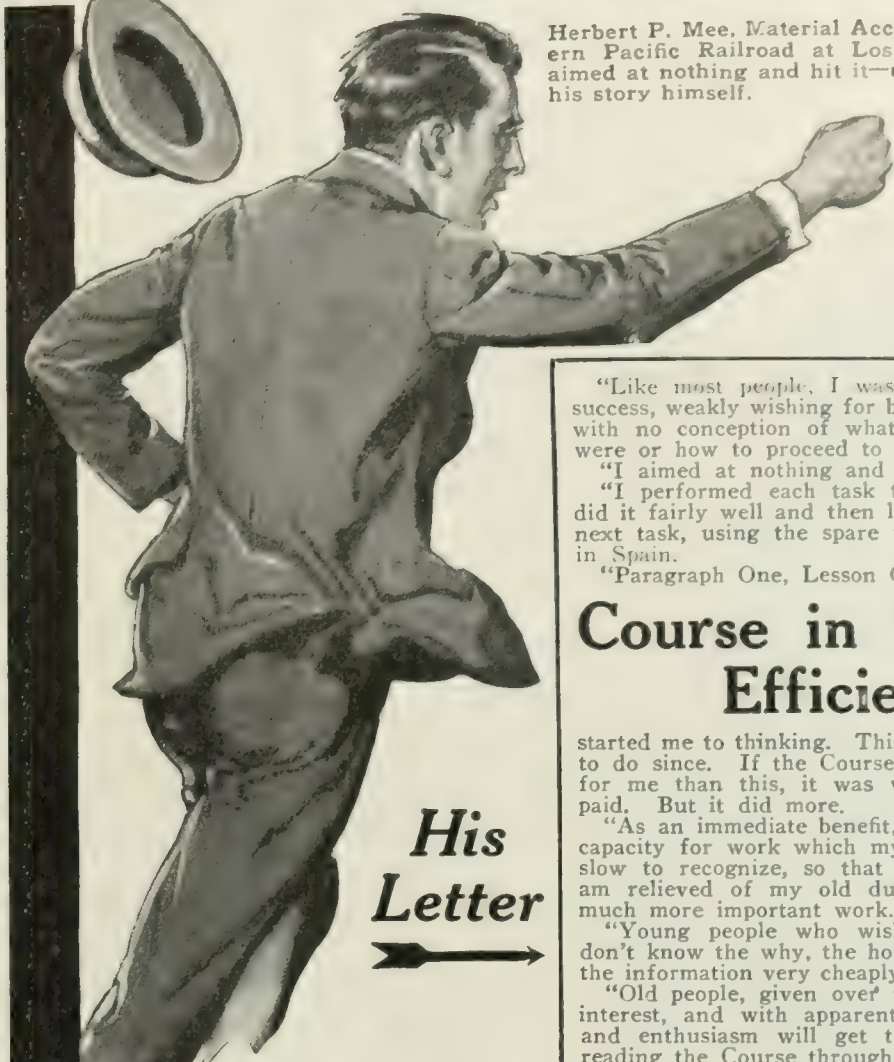 Herbert P. Mee, Material Acc
ern Pacific Railroad at Los
aimed at nothing and hit it—
his story himself.
"Like most people, I was
success, weakly wishing for b
with no conception of what
were or how to proceed to
"I aimed at nothing and
"I performed each task t
did it fairly well and then l
next task, using the spare
in Spain.
"Paragraph One, Lesson
Course in
Efficie
started me to thinking. Thi
to do since. If the Course
for me than this, it was
paid. But it did more.
"As an immediate benefit,
capacity for work which my
slow to recognize, so that
am relieved of my old du
much more important work.
"Young people who wis
don't know the why, the ho
the information very cheaply
"Old people, given over
interest, and with apparent
and enthusiasm will get t
reading the Course through
His
Letter